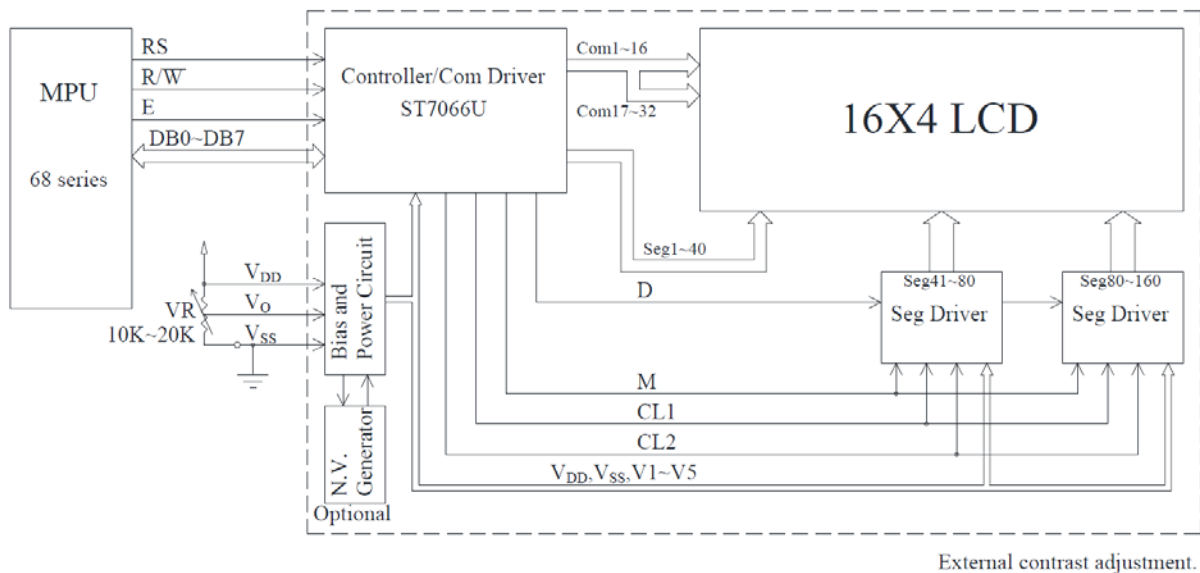 MPU
68 series
RS
R/W̅
E
DB0~DB7
Controller/Com Driver
ST7066U
Com1~16
Com17~32
16X4 LCD
Seg1~40
VDD
VR
VO
10K~20K
VSS
Bias and
Power Circuit
N.V.
Generator
Optional
D
Seg41~80
Seg Driver
Seg80~160
Seg Driver
M
CL1
CL2
VDD,VSS,V1~V5
External contrast adjustment.